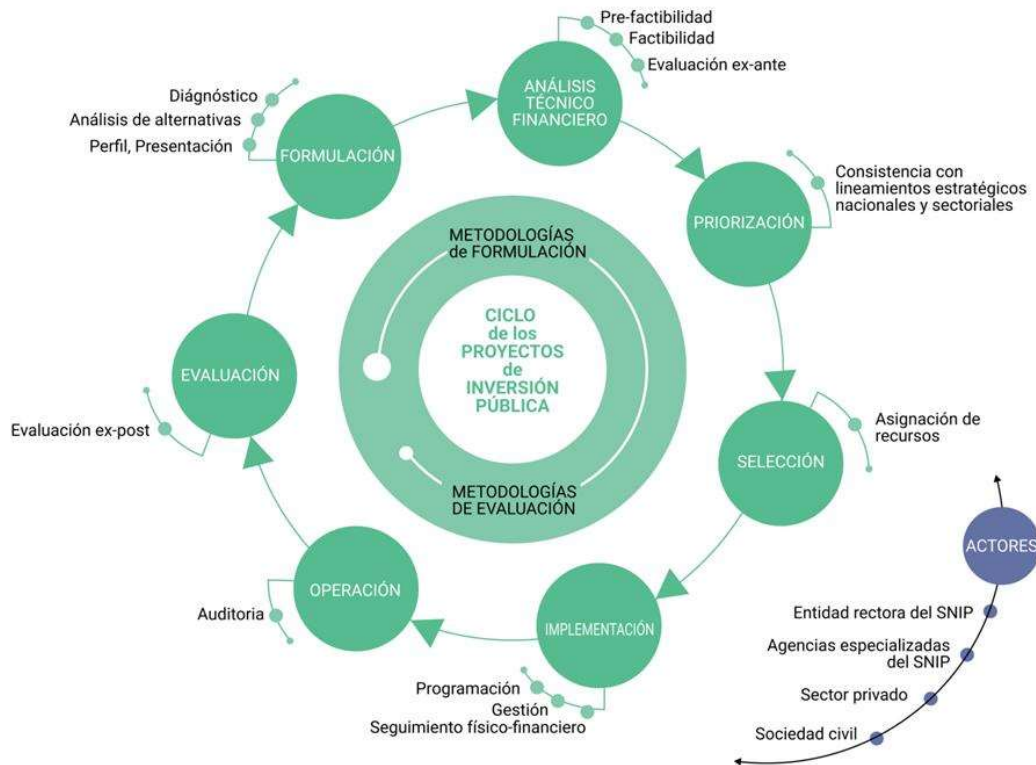 Pre-factibilidad
Factibilidad
Evaluación ex-ante
ANÁLISIS
TÉCNICO
FINANCIERO
Diágnóstico
Análisis de alternativas
Perfil, Presentación
FORMULACIÓN
PRIORIZACIÓN
Consistencia con
lineamientos estratégicos
nacionales y sectoriales
METODOLOGÍAS
de FORMULACIÓN
CICLO
de los
PROYECTOS
de
INVERSIÓN
PÚBLICA
METODOLOGÍAS
DE EVALUACIÓN
EVALUACIÓN
Evaluación ex-post
SELECCIÓN
Asignación de
recursos
OPERACIÓN
Auditoria
IMPLEMENTACIÓN
Programación
Gestión
Seguimiento físico-financiero
ACTORES
Entidad rectora del SNIP
Agencias especializadas
del SNIP
Sector privado
Sociedad civil